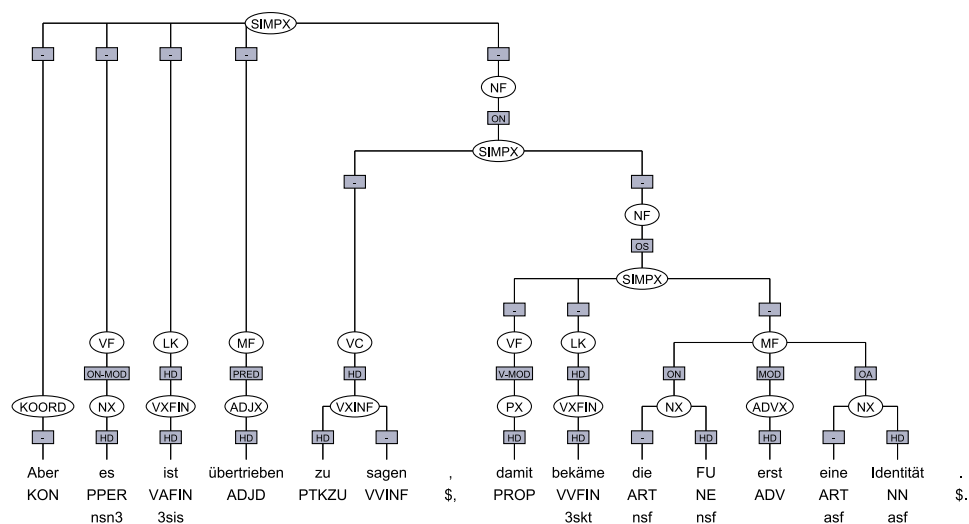 SIMPX
- - - - -
NF
ON
SIMPX
- -
NF
OS
SIMPX
- - -
VF LK MF VC VF LK MF
ON-MOD HD PRED HD V-MOD HD ON MOD OA
KOORD NX VXFIN ADJX VXINF PX VXFIN NX ADVX NX
- HD HD HD HD - HD HD - HD HD - HD
Aber es ist übertrieben zu sagen , damit bekäme die FU erst eine Identität .
KON PPER VAFIN ADJD PTKZU VVINF $, PROP VVFIN ART NE ADV ART NN $.
nsn3 3sis 3skt nsf nsf asf asf